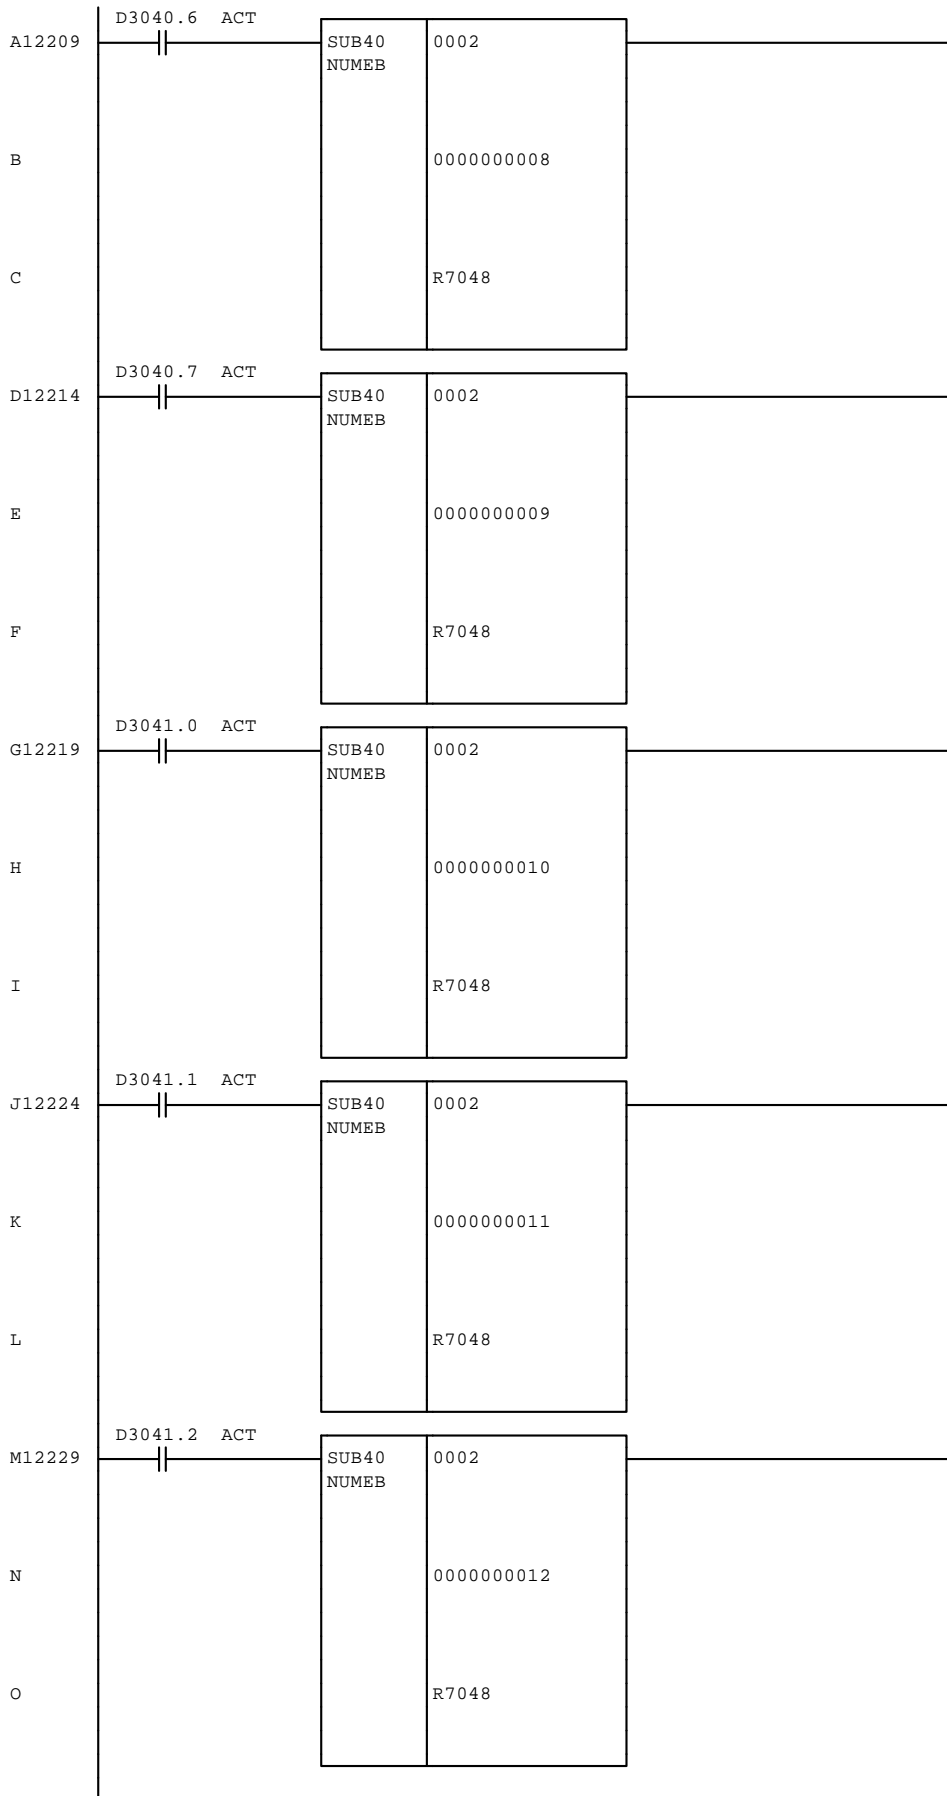 D3040.6 ACT
A12209 SUB40 0002
NUMEB
B 0000000008
C R7048
D3040.7 ACT
D12214 SUB40 0002
NUMEB
E 0000000009
F R7048
D3041.0 ACT
G12219 SUB40 0002
NUMEB
H 0000000010
I R7048
D3041.1 ACT
J12224 SUB40 0002
NUMEB
K 0000000011
L R7048
D3041.2 ACT
M12229 SUB40 0002
NUMEB
N 0000000012
O R7048